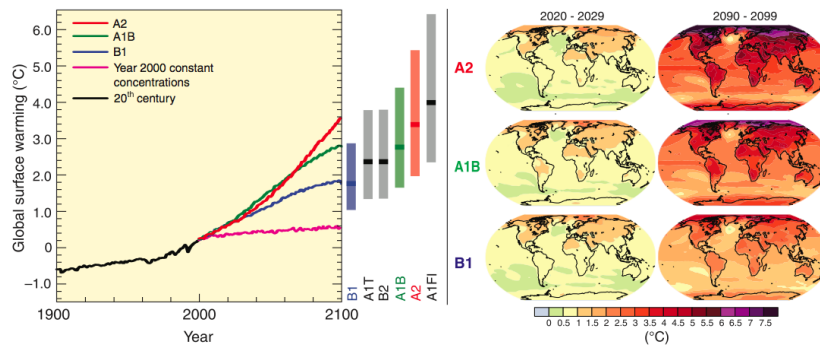 6.0
5.0
4.0
3.0
2.0
1.0
0
–1.0
Global surface warming (°C)
A2
A1B
B1
Year 2000 constant
concentrations
20th century
1900
2000
2100
Year
B1
A1T
B2
A1B
A2
A1FI
2020 - 2029
2090 - 2099
A2
A1B
B1
0 0.5 1 1.5 2 2.5 3 3.5 4 4.5 5 5.5 6 6.5 7 7.5
(°C)